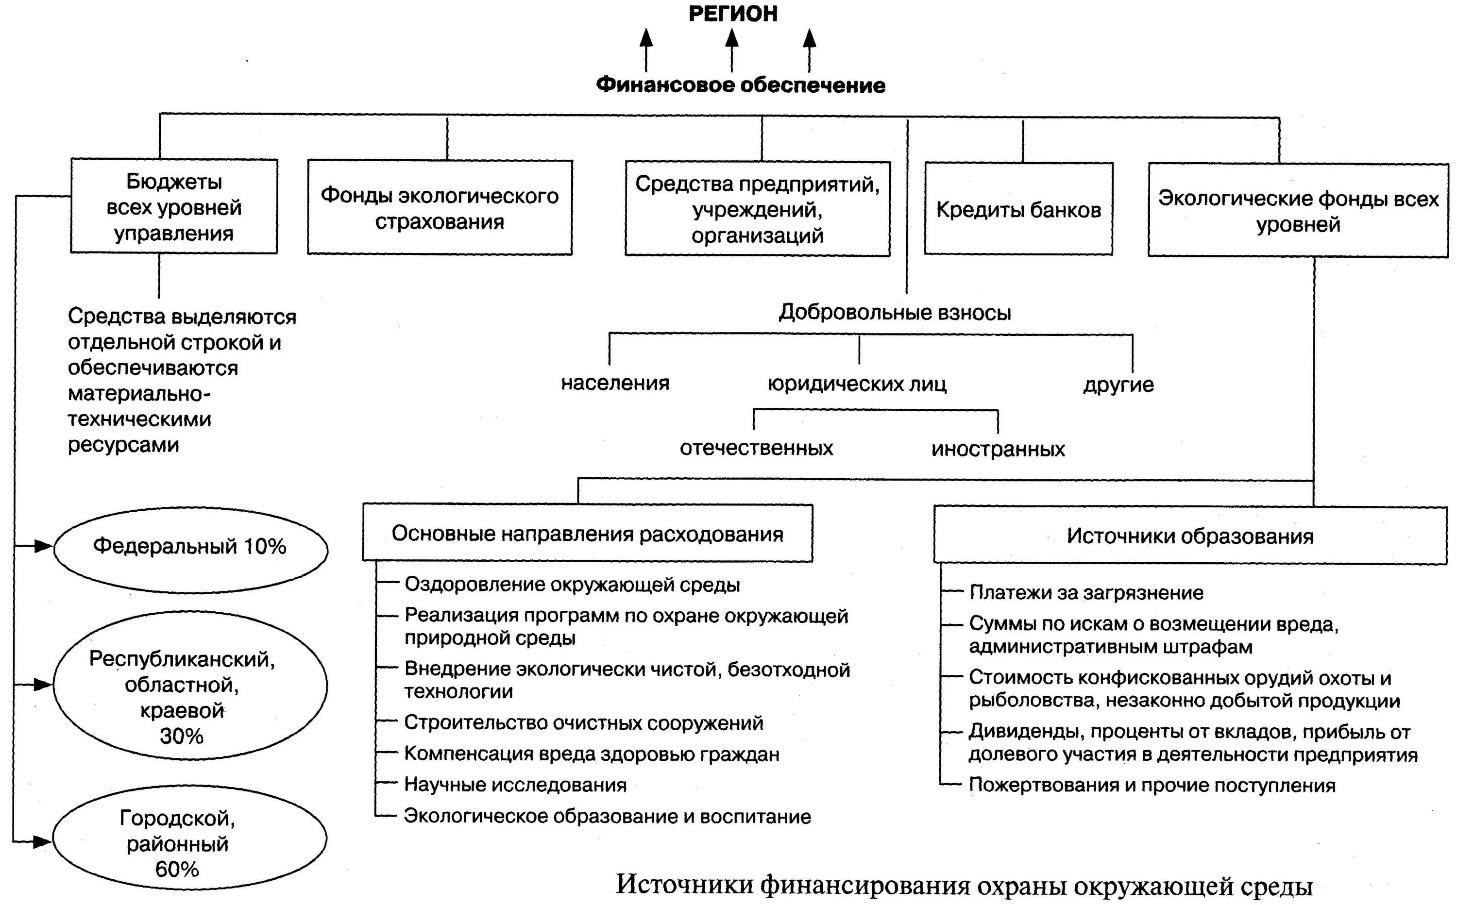 РЕГИОН
Финансовое обеспечение
Бюджеты
всех уровней
управления
Фонды экологического
страхования
Средства предприятий,
учреждений,
организаций
Кредиты банков
Экологические фонды всех
уровней
Средства выделяются
отдельной строкой и
обеспечиваются
материально-
техническими
ресурсами
Добровольные взносы
населения
юридических лиц
другие
отечественных
иностранных
Федеральный 10%
Республиканский,
областной,
краевой
30%
Городской,
районный
60%
Основные направления расходования
Оздоровление окружающей среды
Реализация программ по охране окружающей
природной среды
Внедрение экологически чистой, безотходной
технологии
Строительство очистных сооружений
Компенсация вреда здоровью граждан
Научные исследования
Экологическое образование и воспитание
Источники образования
Платежи за загрязнение
Суммы по искам о возмещении вреда,
административным штрафам
Стоимость конфискованных орудий охоты и
рыболовства, незаконно добытой продукции
Дивиденды, проценты от вкладов, прибыль от
долевого участия в деятельности предприятия
Пожертвования и прочие поступления
Источники финансирования охраны окружающей среды